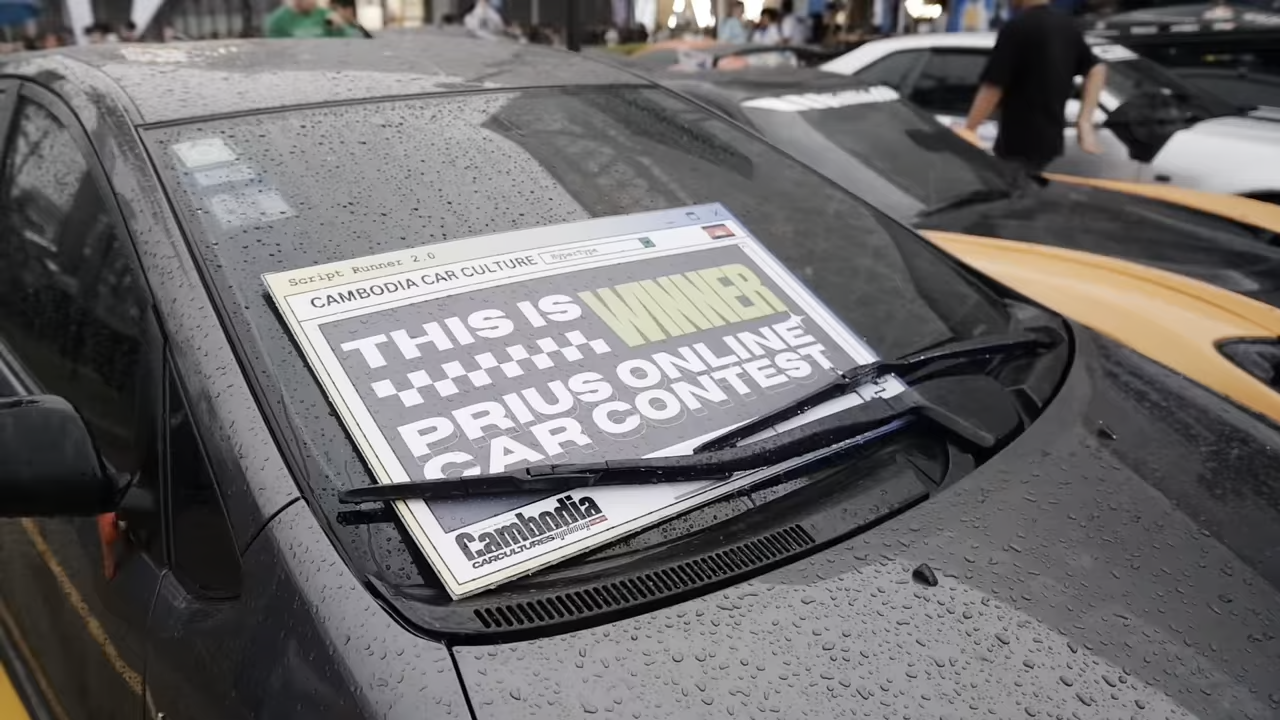 Script Runner 2.0
CAMBODIA CAR CULTURE
HyperType
THIS IS WINNER
PRIUS ONLINE
CAR CONTEST
Cambodia
CARCULTURES